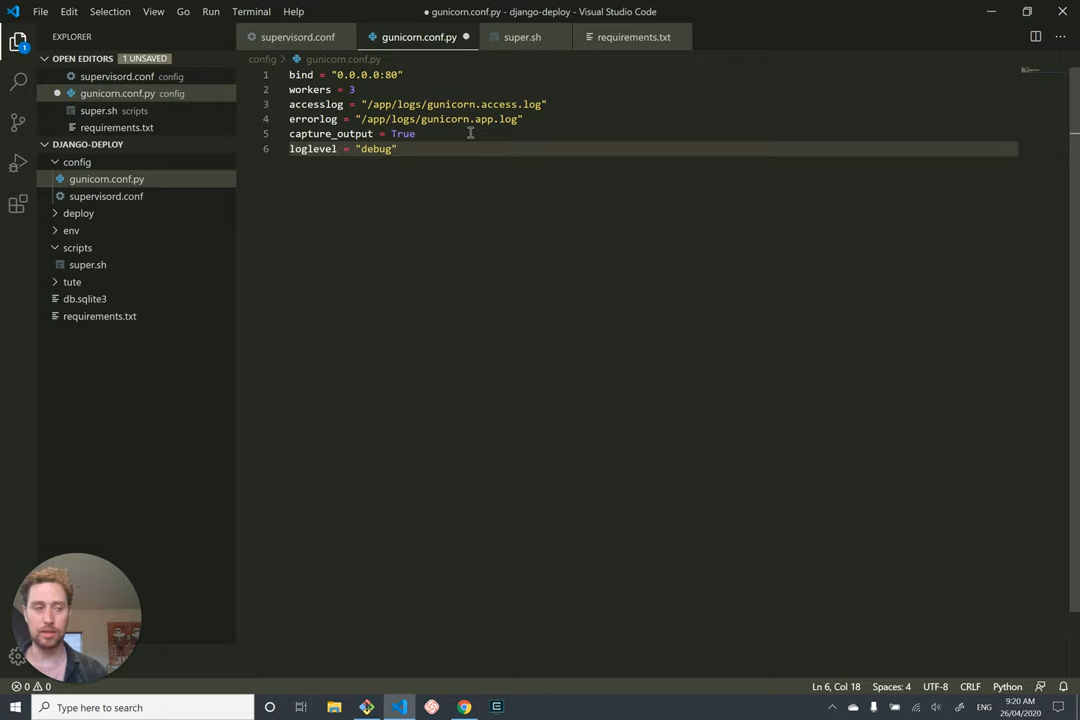 File Edit Selection View Go Run Terminal Help
● gunicorn.conf.py - django-deploy - Visual Studio Code
EXPLORER
supervisord.conf
gunicorn.conf.py
super.sh
requirements.txt
OPEN EDITORS 1 UNSAVED
supervisord.conf config
gunicorn.conf.py config
super.sh scripts
requirements.txt
DJANGO-DEPLOY
config
gunicorn.conf.py
supervisord.conf
deploy
env
scripts
super.sh
tute
db.sqlite3
requirements.txt
config > gunicorn.conf.py
1 bind = "0.0.0.0:80"
2 workers = 3
3 accesslog = "/app/logs/gunicorn.access.log"
4 errorlog = "/app/logs/gunicorn.app.log"
5 capture_output = True
6 loglevel = "debug"
1
0 0
Ln 6, Col 18 Spaces: 4 UTF-8 CRLF Python
Type here to search
ENG
9:20 AM
26/04/2020